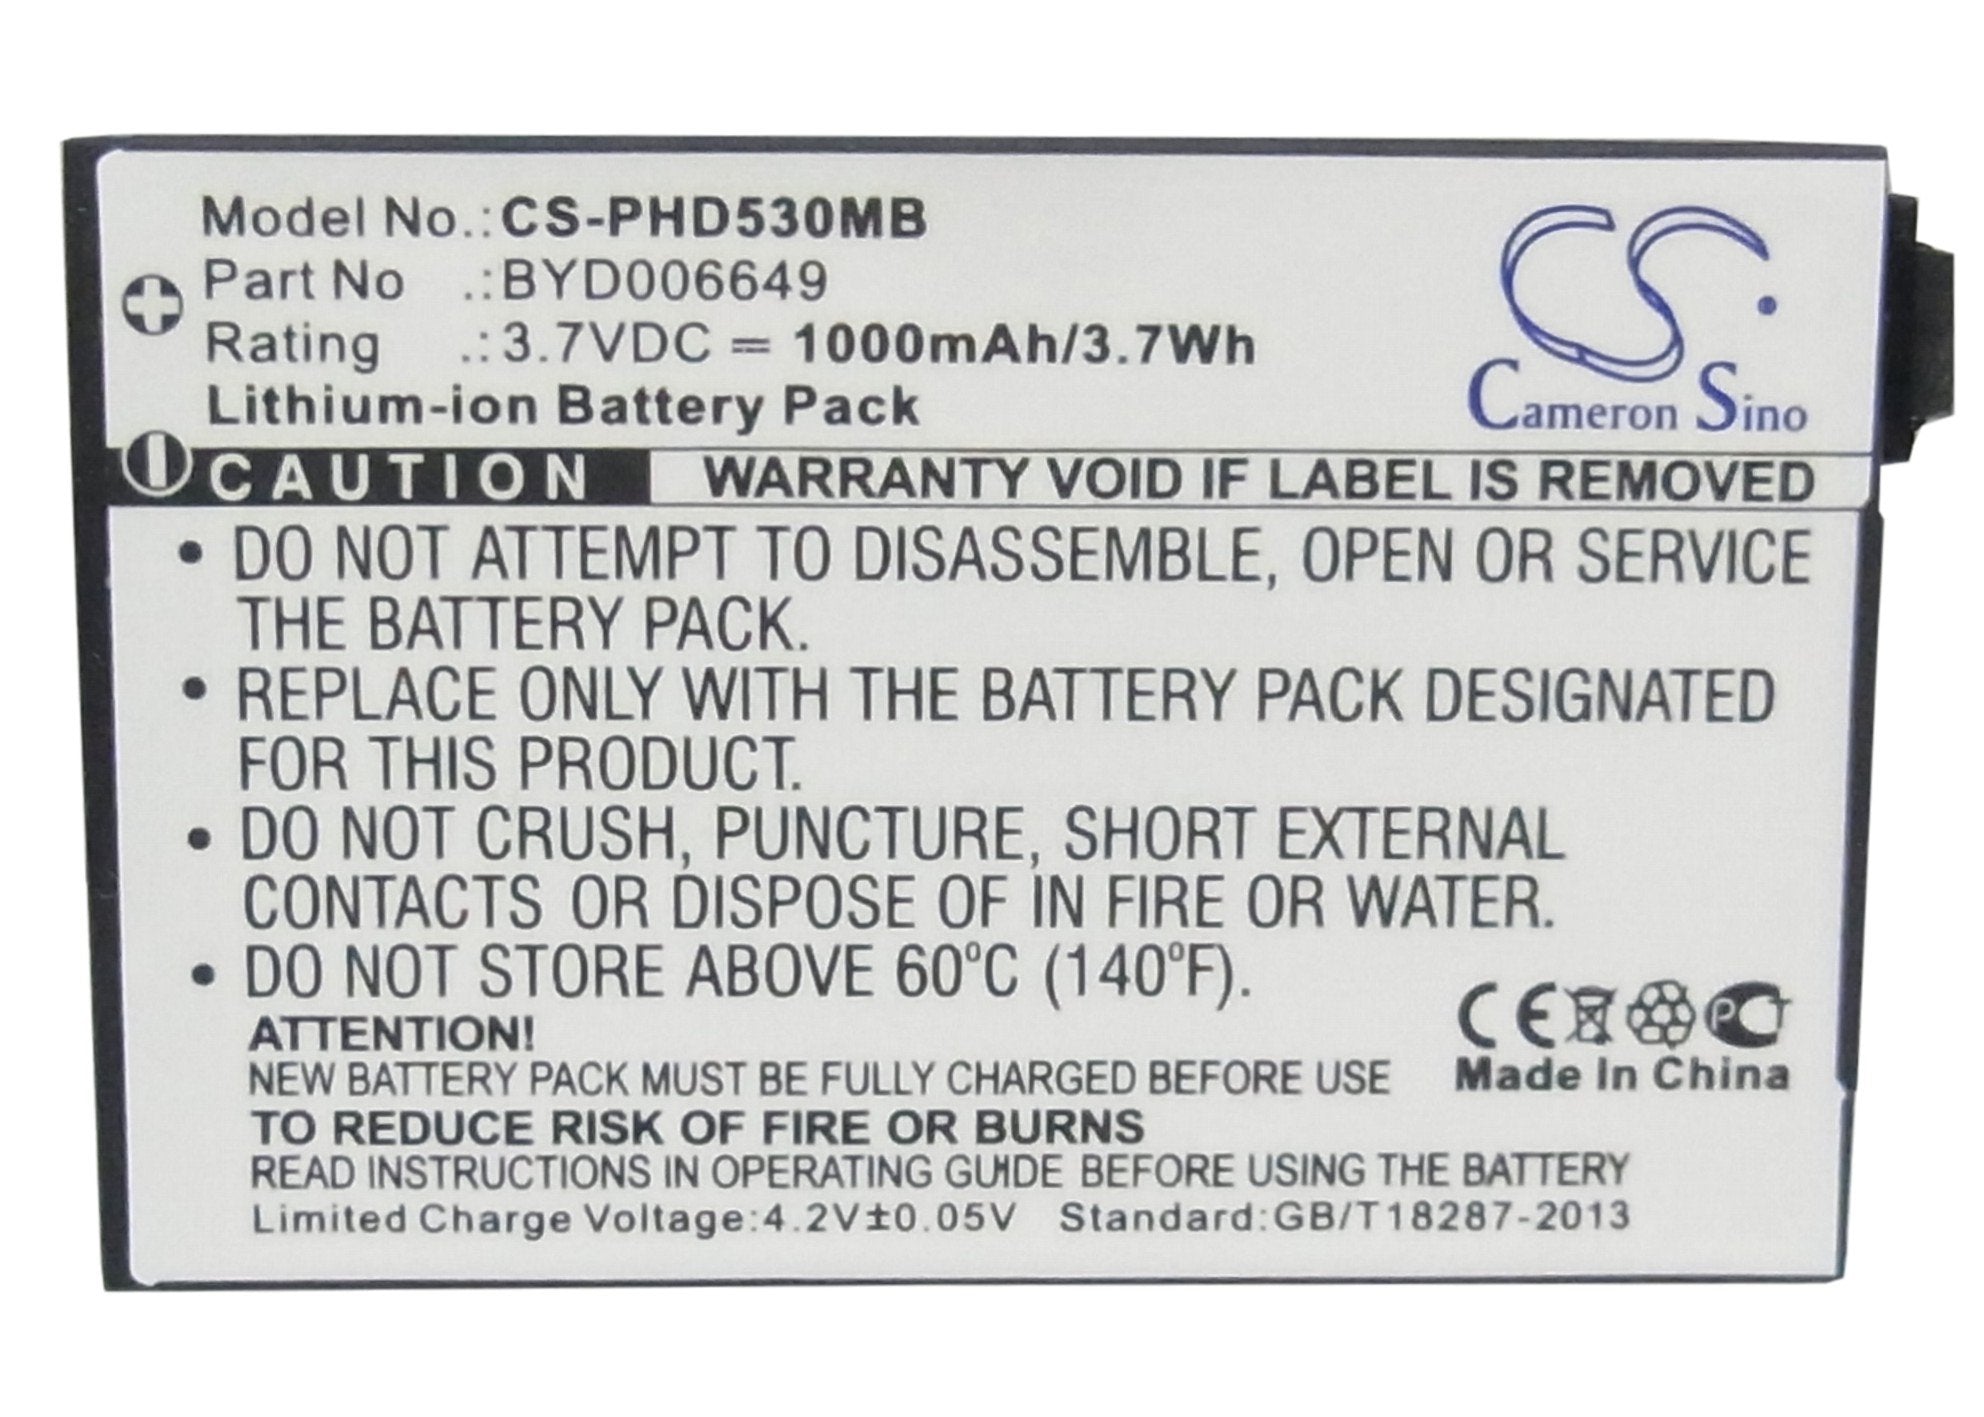 Model No.:CS-PHD530MB
Part No .:BYD006649
Rating .:3.7VDC = 1000mAh/3.7Wh
Lithium-ion Battery Pack
CS
Cameron Sino
CAUTION WARRANTY VOID IF LABEL IS REMOVED
• DO NOT ATTEMPT TO DISASSEMBLE, OPEN OR SERVICE
THE BATTERY PACK.
• REPLACE ONLY WITH THE BATTERY PACK DESIGNATED
FOR THIS PRODUCT.
• DO NOT CRUSH, PUNCTURE, SHORT EXTERNAL
CONTACTS OR DISPOSE OF IN FIRE OR WATER.
• DO NOT STORE ABOVE 60°C (140°F).
ATTENTION!
NEW BATTERY PACK MUST BE FULLY CHARGED BEFORE USE
CE PCT
Made In China
TO REDUCE RISK OF FIRE OR BURNS
READ INSTRUCTIONS IN OPERATING GUIDE BEFORE USING THE BATTERY
Limited Charge Voltage:4.2V±0.05V Standard:GB/T18287-2013